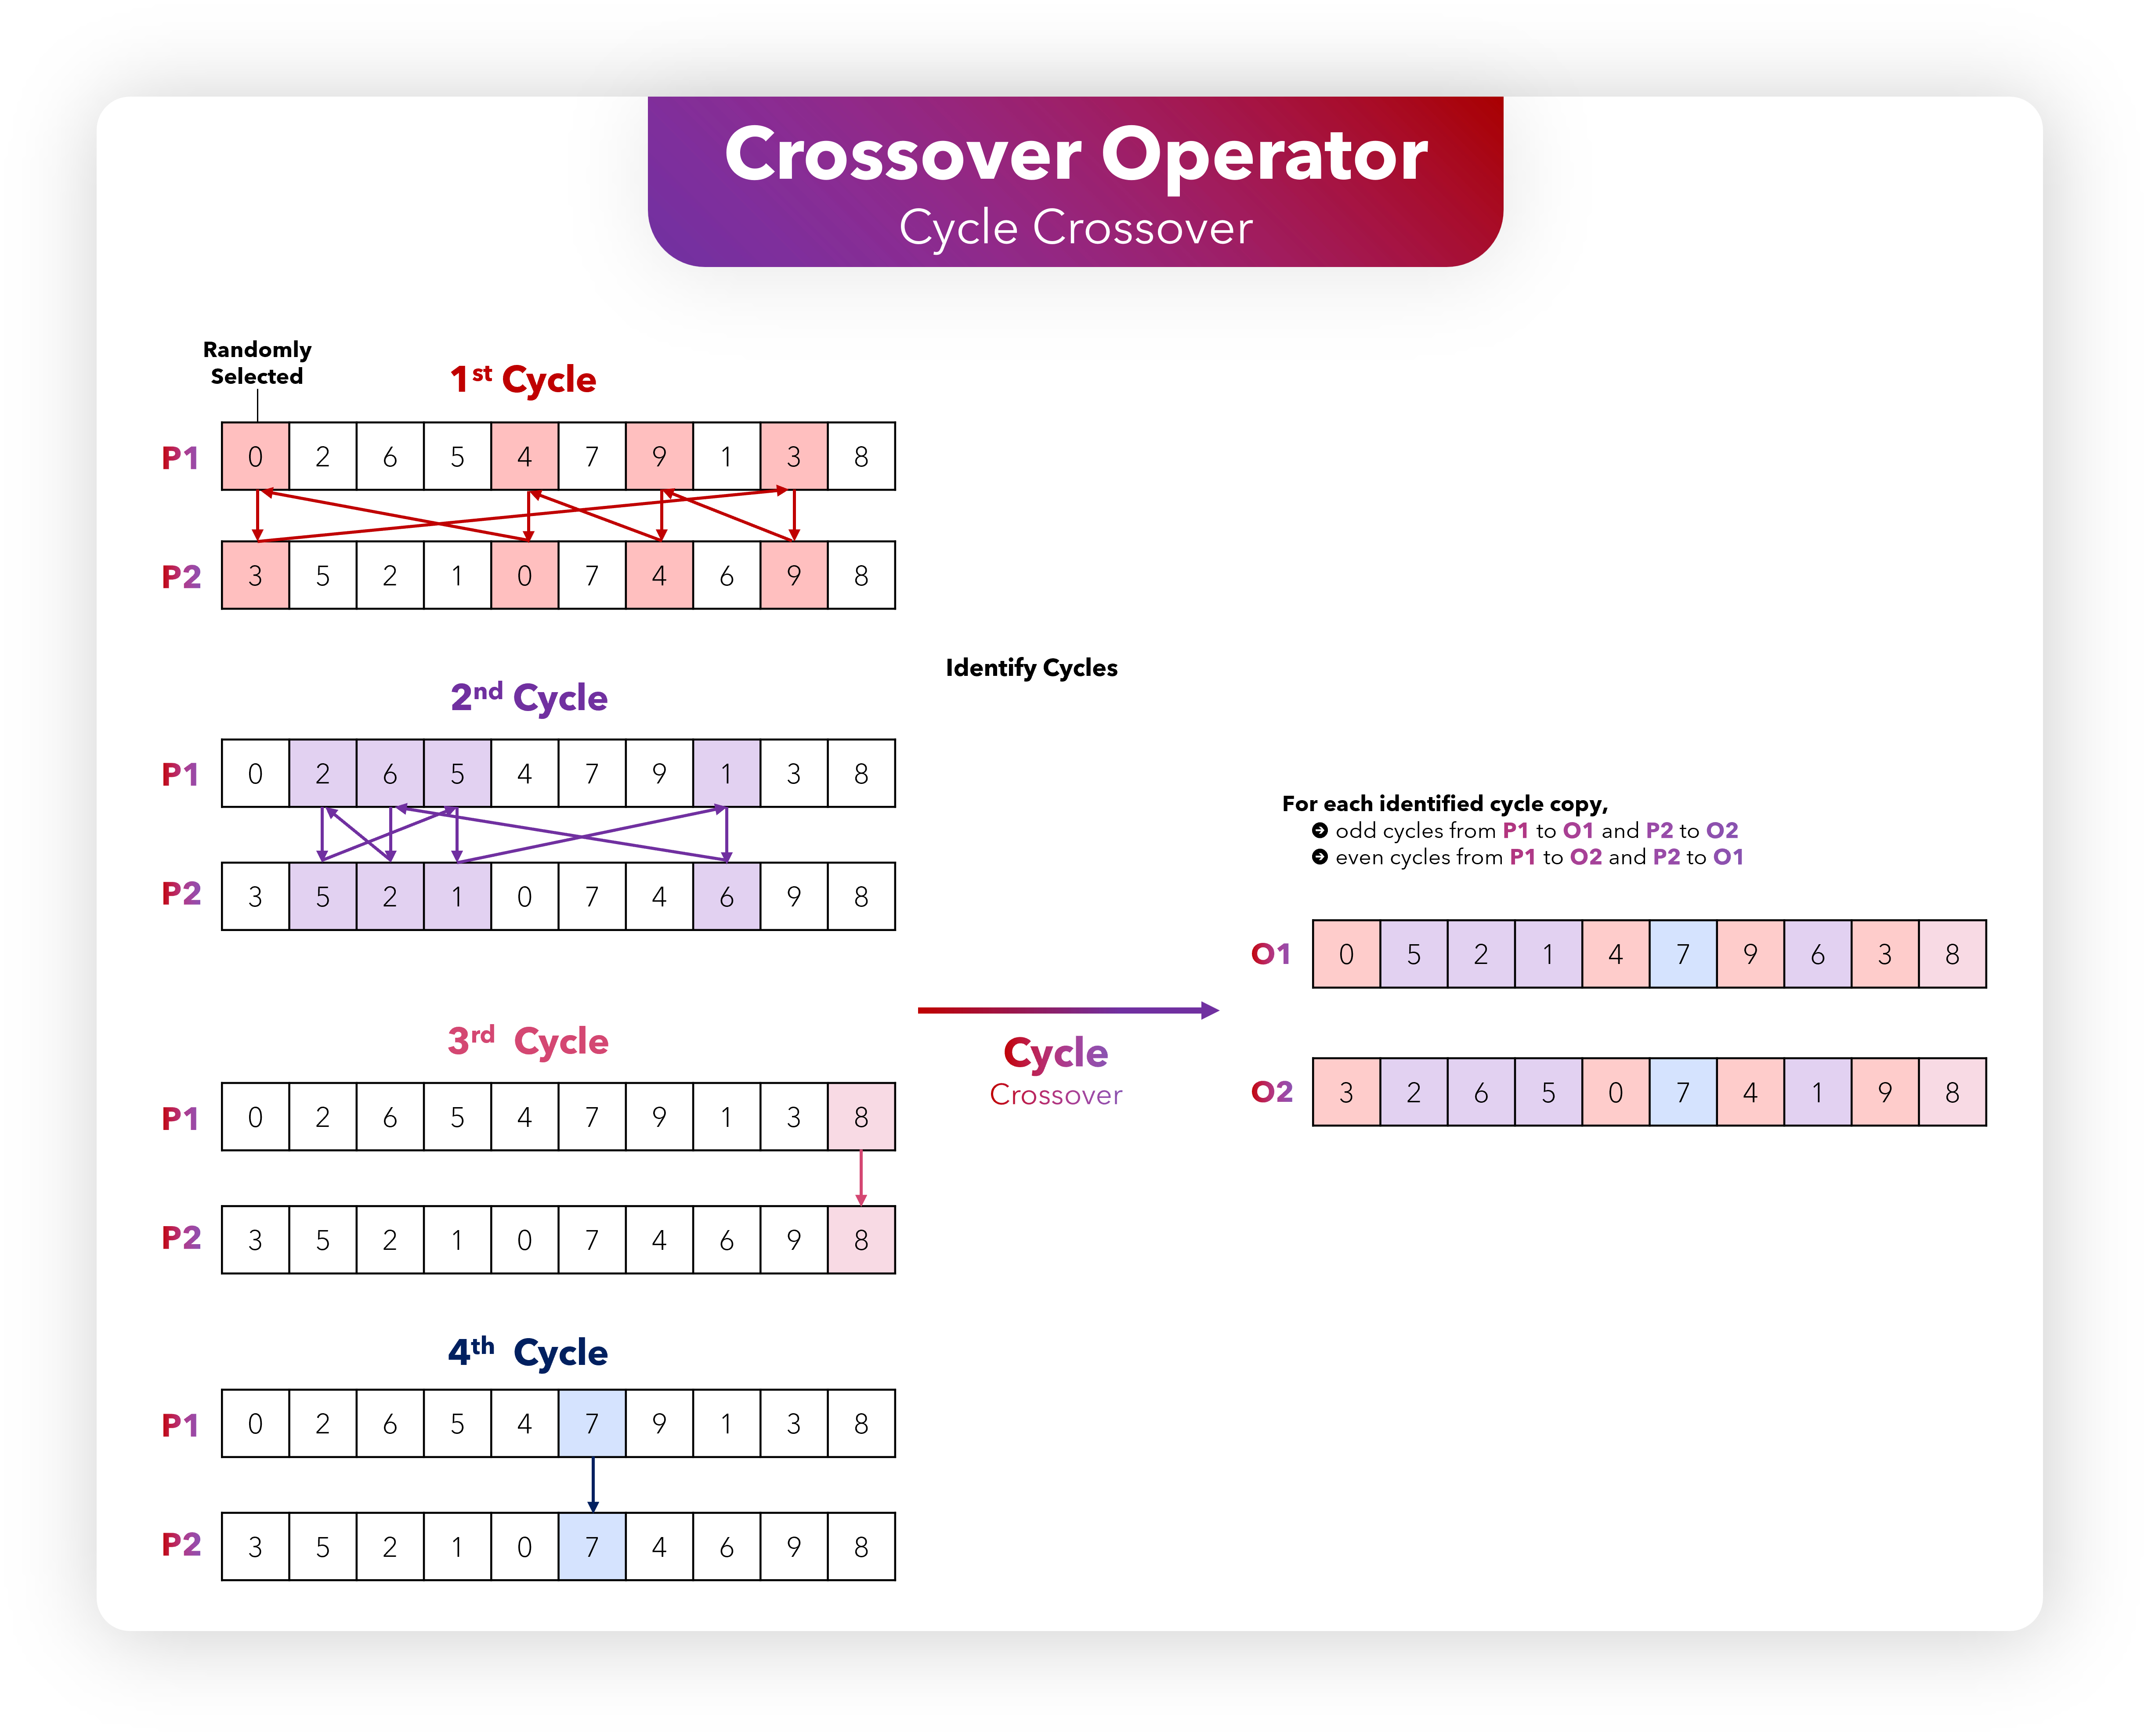 Crossover Operator
Cycle Crossover
Randomly
Selected
1st Cycle
P1 0 2 6 5 4 7 9 1 3 8
P2 3 5 2 1 0 7 4 6 9 8
Identify Cycles
2nd Cycle
P1 0 2 6 5 4 7 9 1 3 8
P2 3 5 2 1 0 7 4 6 9 8
3rd Cycle
P1 0 2 6 5 4 7 9 1 3 8
P2 3 5 2 1 0 7 4 6 9 8
4th Cycle
P1 0 2 6 5 4 7 9 1 3 8
P2 3 5 2 1 0 7 4 6 9 8
Cycle
Crossover
For each identified cycle copy,
odd cycles from P1 to O1 and P2 to O2
even cycles from P1 to O2 and P2 to O1
O1 0 5 2 1 4 7 9 6 3 8
O2 3 2 6 5 0 7 4 1 9 8